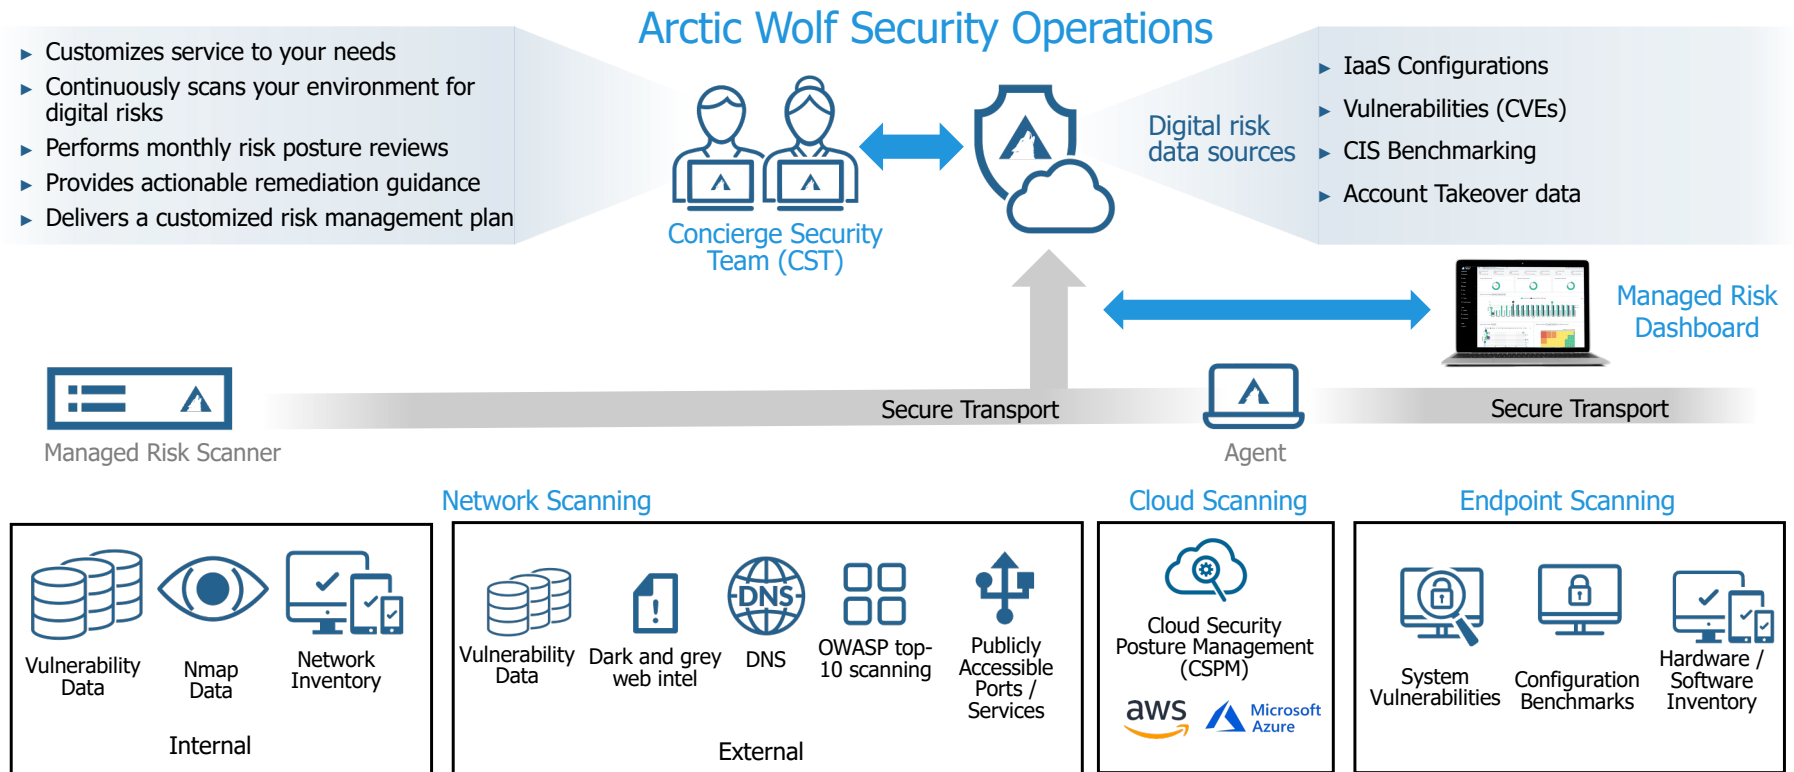 Arctic Wolf Security Operations
Customizes service to your needs
Continuously scans your environment for
digital risks
Performs monthly risk posture reviews
Provides actionable remediation guidance
Delivers a customized risk management plan
Concierge Security
Team (CST)
Digital risk
data sources
IaaS Configurations
Vulnerabilities (CVEs)
CIS Benchmarking
Account Takeover data
Managed Risk
Dashboard
Managed Risk Scanner
Secure Transport
Agent
Secure Transport
Network Scanning
Vulnerability
Data
Nmap
Data
Network
Inventory
Internal
Vulnerability
Data
Dark and grey
web intel
DNS
DNS
OWASP top-
10 scanning
Publicly
Accessible
Ports /
Services
External
Cloud Scanning
Cloud Security
Posture Management
(CSPM)
aws
Microsoft
Azure
Endpoint Scanning
System
Vulnerabilities
Configuration
Benchmarks
Hardware /
Software
Inventory